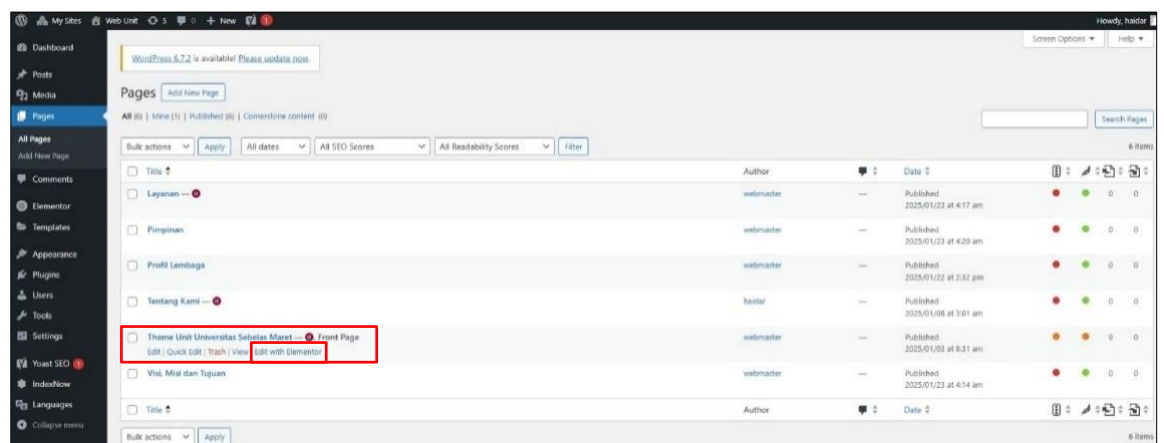 My Sites Web Unit 5 0 + New 1 Howdy, haidar
Dashboard
Screen Options Help
WordPress 6.7.2 is available! Please update now.
Posts
Media
Pages Add New Page
Pages
All (6) | Mine (1) | Published (6) | Cornerstone content (0)
Search Pages
All Pages
Add New Page
Bulk actions Apply All dates All SEO Scores All Readability Scores Filter 6 items
Title Author Date
Comments
Layanan — webmaster — Published 0 0
2025/01/23 at 4:17 am
Elementor
Templates
Pimpinan webmaster — Published 0 0
2025/01/23 at 4:20 am
Appearance
Plugins
Profil Lembaga webmaster — Published 0 0
2025/01/22 at 2:32 pm
Users
Tools
Tentang Kami — haidar — Published 0 0
2025/01/08 at 3:01 am
Settings
Theme Unit Universitas Sebelas Maret — , Front Page webmaster — Published 0
Edit | Quick Edit | Trash | View | Edit with Elementor 2025/01/03 at 8:31 am
Yoast SEO 1
IndexNow
Visi, Misi dan Tujuan webmaster — Published 0 0
2025/01/23 at 4:14 am
Languages
Title Author Date
Collapse menu
Bulk actions Apply 6 items